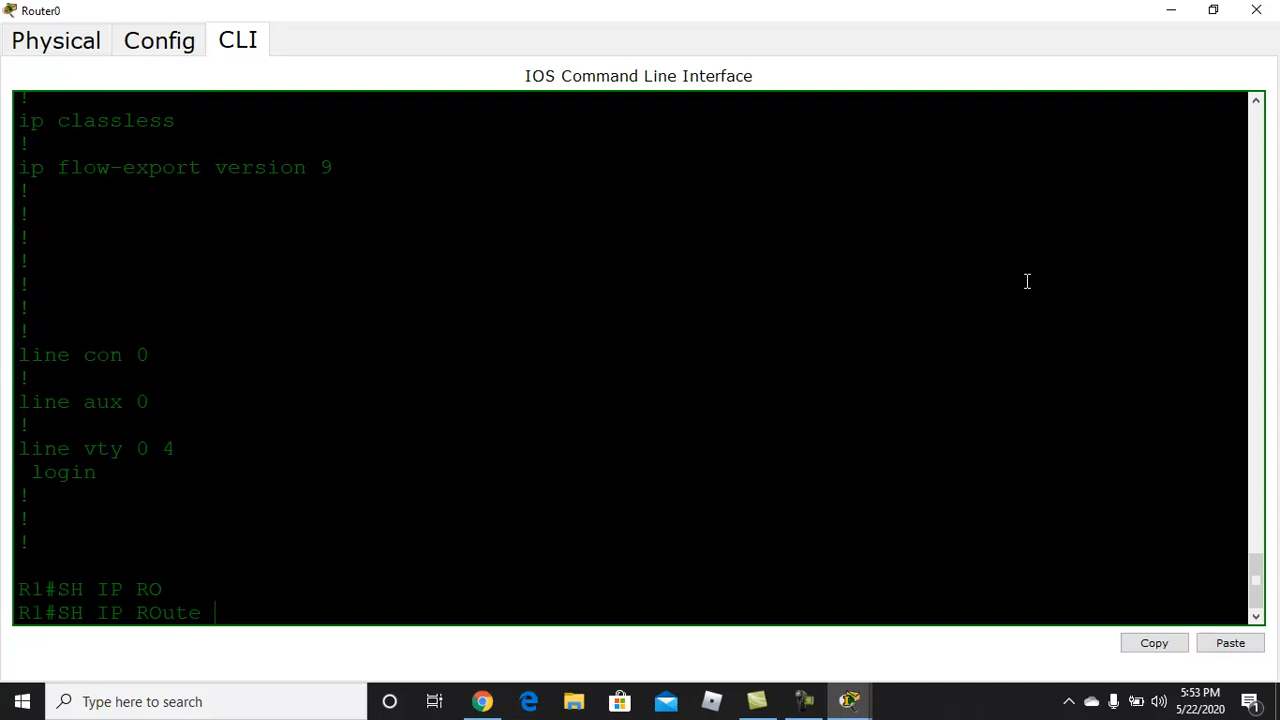 Router0
Physical Config CLI
IOS Command Line Interface
!
ip classless
!
ip flow-export version 9
!
!
!
!
!
!
!
line con 0
!
line aux 0
!
line vty 0 4
login
!
!
!
R1#SH IP RO
R1#SH IP ROute
Copy Paste
Type here to search
5:53 PM
5/22/2020
1